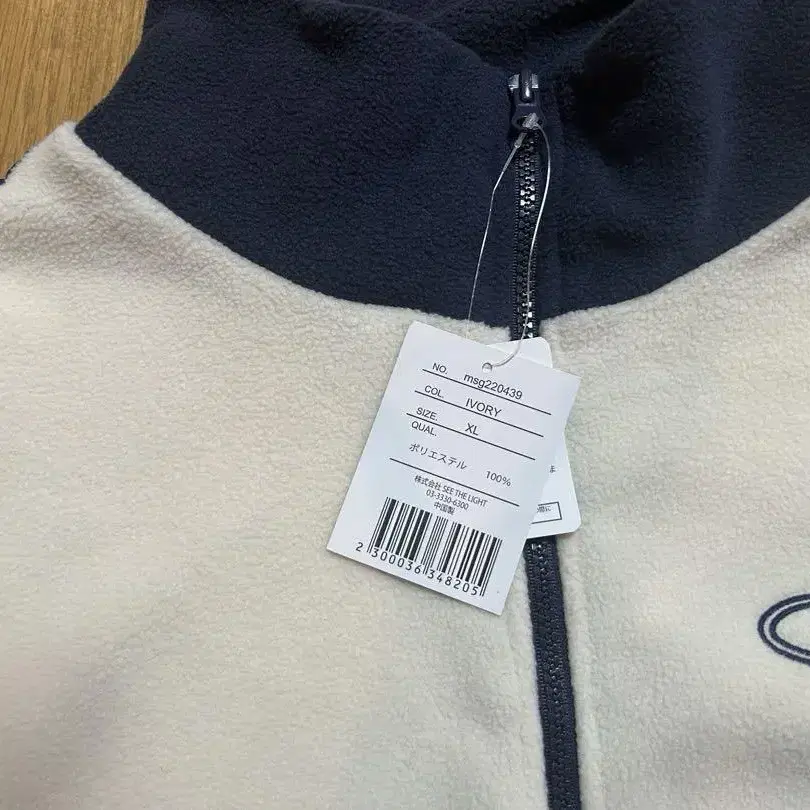 NO. msg220439
COL. IVORY
SIZE. XL
QUAL.
ポリエステル 100%
株式会社 SEE THE LIGHT
03-3330-6300
中国製
2 300036 348205